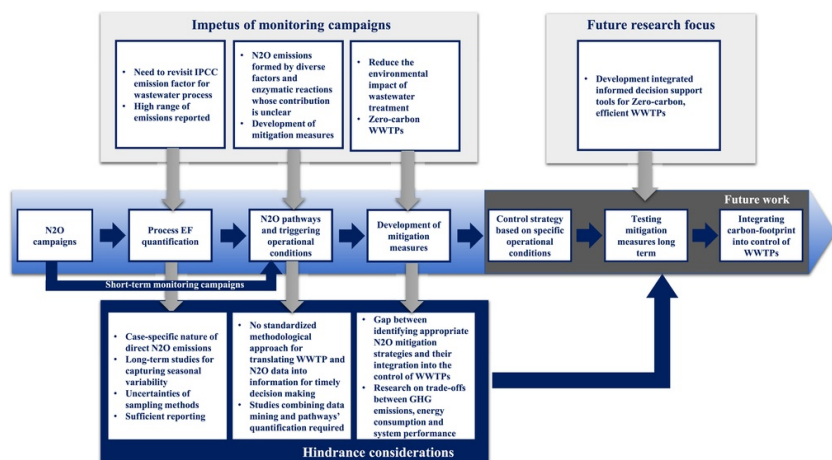 Impetus of monitoring campaigns
• Need to revisit IPCC
emission factor for
wastewater process
• High range of
emissions reported
• N2O emissions
formed by diverse
factors and
enzymatic reactions
whose contribution
is unclear
• Development of
mitigation measures
• Reduce the
environmental
impact of
wastewater
treatment
• Zero-carbon
WWTPs
Future research focus
• Development integrated
informed decision support
tools for Zero-carbon,
efficient WWTPs
Future work
N2O
campaigns
Process EF
quantification
N2O pathways
and triggering
operational
conditions
Development of
mitigation
measures
Control strategy
based on specific
operational
conditions
Testing
mitigation
measures long
term
Integrating
carbon-footprint
into control of
WWTPs
Short-term monitoring campaigns
• Case-specific nature of
direct N2O emissions
• Long-term studies for
capturing seasonal
variability
• Uncertainties of
sampling methods
• Sufficient reporting
• No standardized
methodological
approach for
translating WWTP and
N2O data into
information for timely
decision making
• Studies combining data
mining and pathways'
quantification required
• Gap between
identifying appropriate
N2O mitigation
strategies and their
integration into the
control of WWTPs
• Research on trade-offs
between GHG
emissions, energy
consumption and
system performance
Hindrance considerations